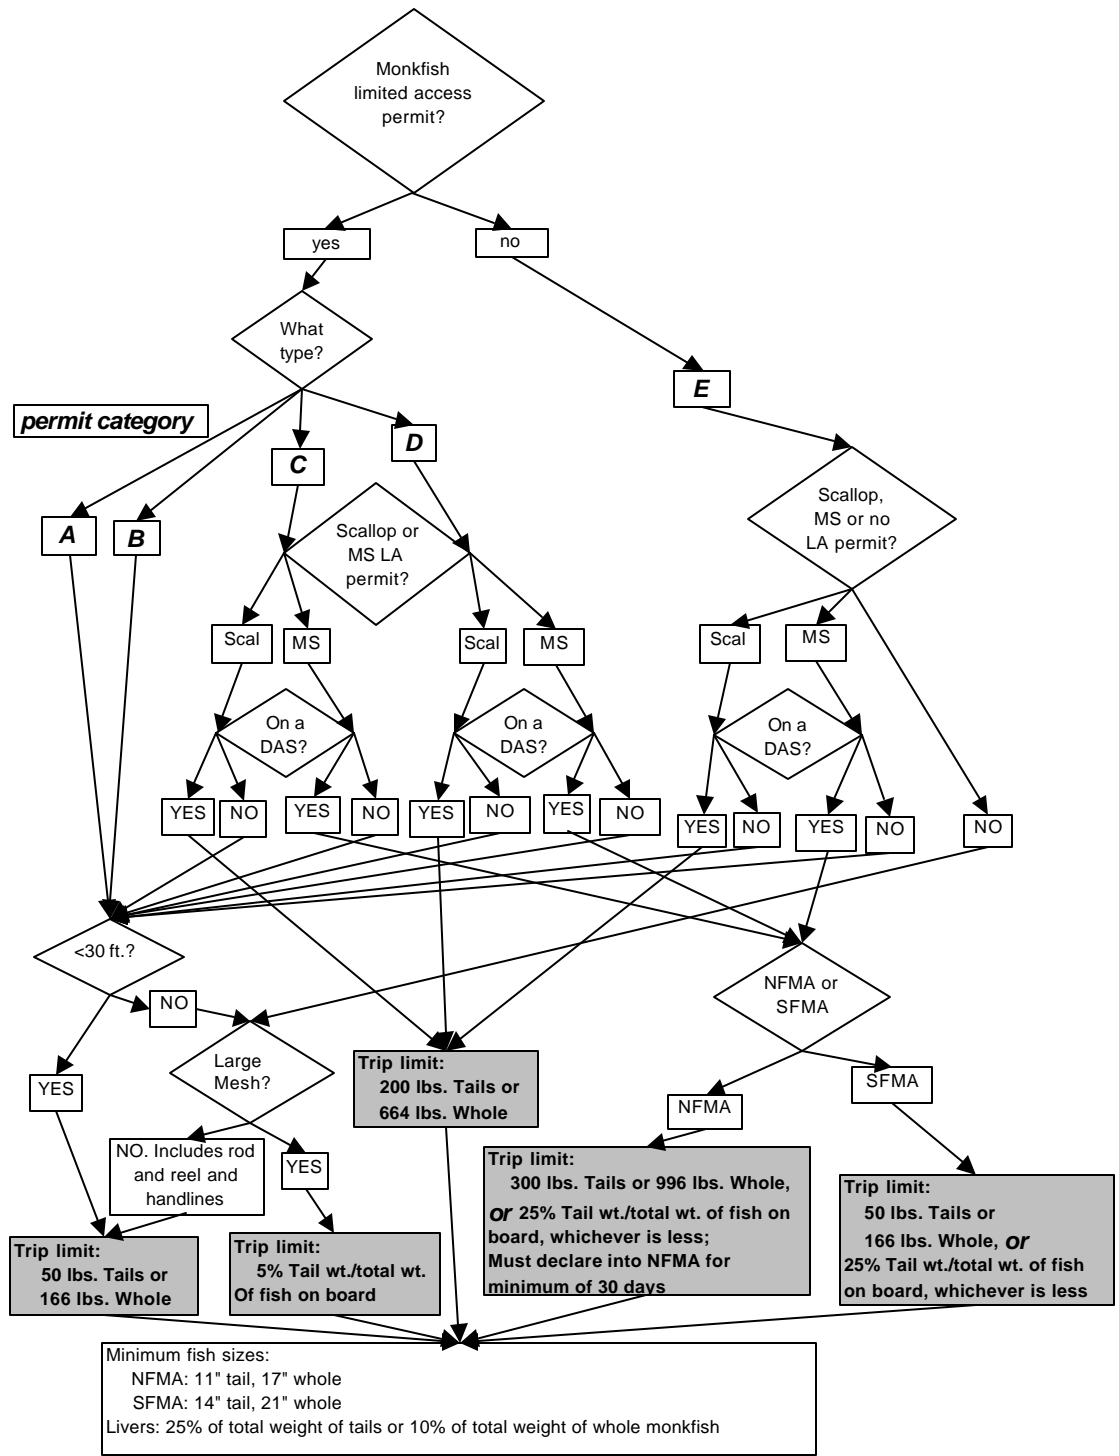 Monkfish
limited access
permit?
yes
no
What
type?
E
permit category
D
C
A
B
Scallop or
MS LA
permit?
Scallop,
MS or no
LA permit?
Scal
MS
Scal
MS
Scal
MS
On a
DAS?
On a
DAS?
On a
DAS?
YES
NO
YES
NO
YES
NO
YES
NO
YES
NO
YES
NO
NO
<30 ft.?
NFMA or
SFMA
NO
Large
Mesh?
YES
Trip limit:
200 lbs. Tails or
664 lbs. Whole
SFMA
NFMA
NO. Includes rod
and reel and
handlines
YES
Trip limit:
300 lbs. Tails or 996 lbs. Whole,
or 25% Tail wt./total wt. of fish on
board, whichever is less;
Must declare into NFMA for
minimum of 30 days
Trip limit:
50 lbs. Tails or
166 lbs. Whole, or
25% Tail wt./total wt. of fish
on board, whichever is less
Trip limit:
50 lbs. Tails or
166 lbs. Whole
Trip limit:
5% Tail wt./total wt.
Of fish on board
Minimum fish sizes:
NFMA: 11" tail, 17" whole
SFMA: 14" tail, 21" whole
Livers: 25% of total weight of tails or 10% of total weight of whole monkfish